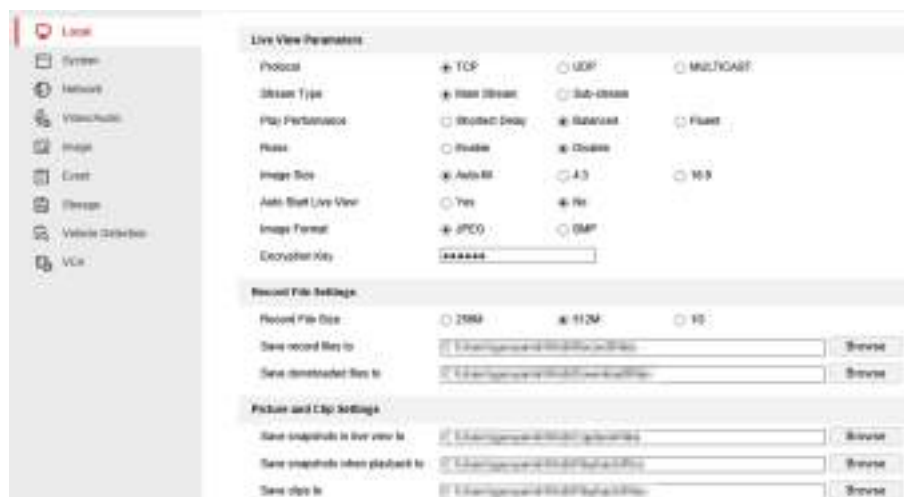 Local
System
Network
Video/Audio
Image
Event
Storage
Vehicle Detection
VCA
Live View Parameters
Protocol TCP UDP MULTICAST
Stream Type Main Stream Sub-stream
Play Performance Shortest Delay Balanced Fluent
Rules Enable Disable
Image Size Auto-fill 4:3 16:9
Auto Start Live View Yes No
Image Format JPEG BMP
Encryption Key ••••••
Record File Settings
Record File Size 256M 512M 1G
Save record files to Browse
Save downloaded files to Browse
Picture and Clip Settings
Save snapshots in live view to Browse
Save snapshots when playback to Browse
Save clips to Browse